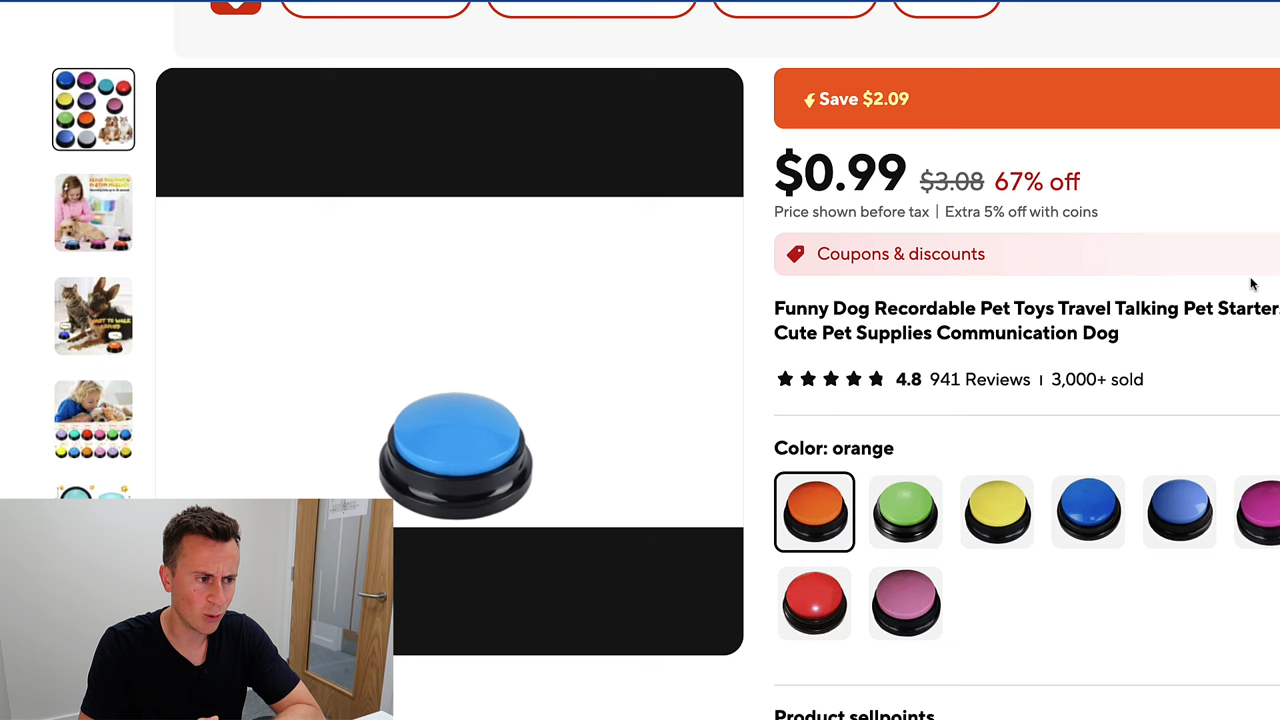 Save $2.09
$0.99 $3.08 67% off
Price shown before tax | Extra 5% off with coins
Coupons & discounts
Funny Dog Recordable Pet Toys Travel Talking Pet Starter
Cute Pet Supplies Communication Dog
4.8 941 Reviews | 3,000+ sold
Color: orange
Product sellpoints